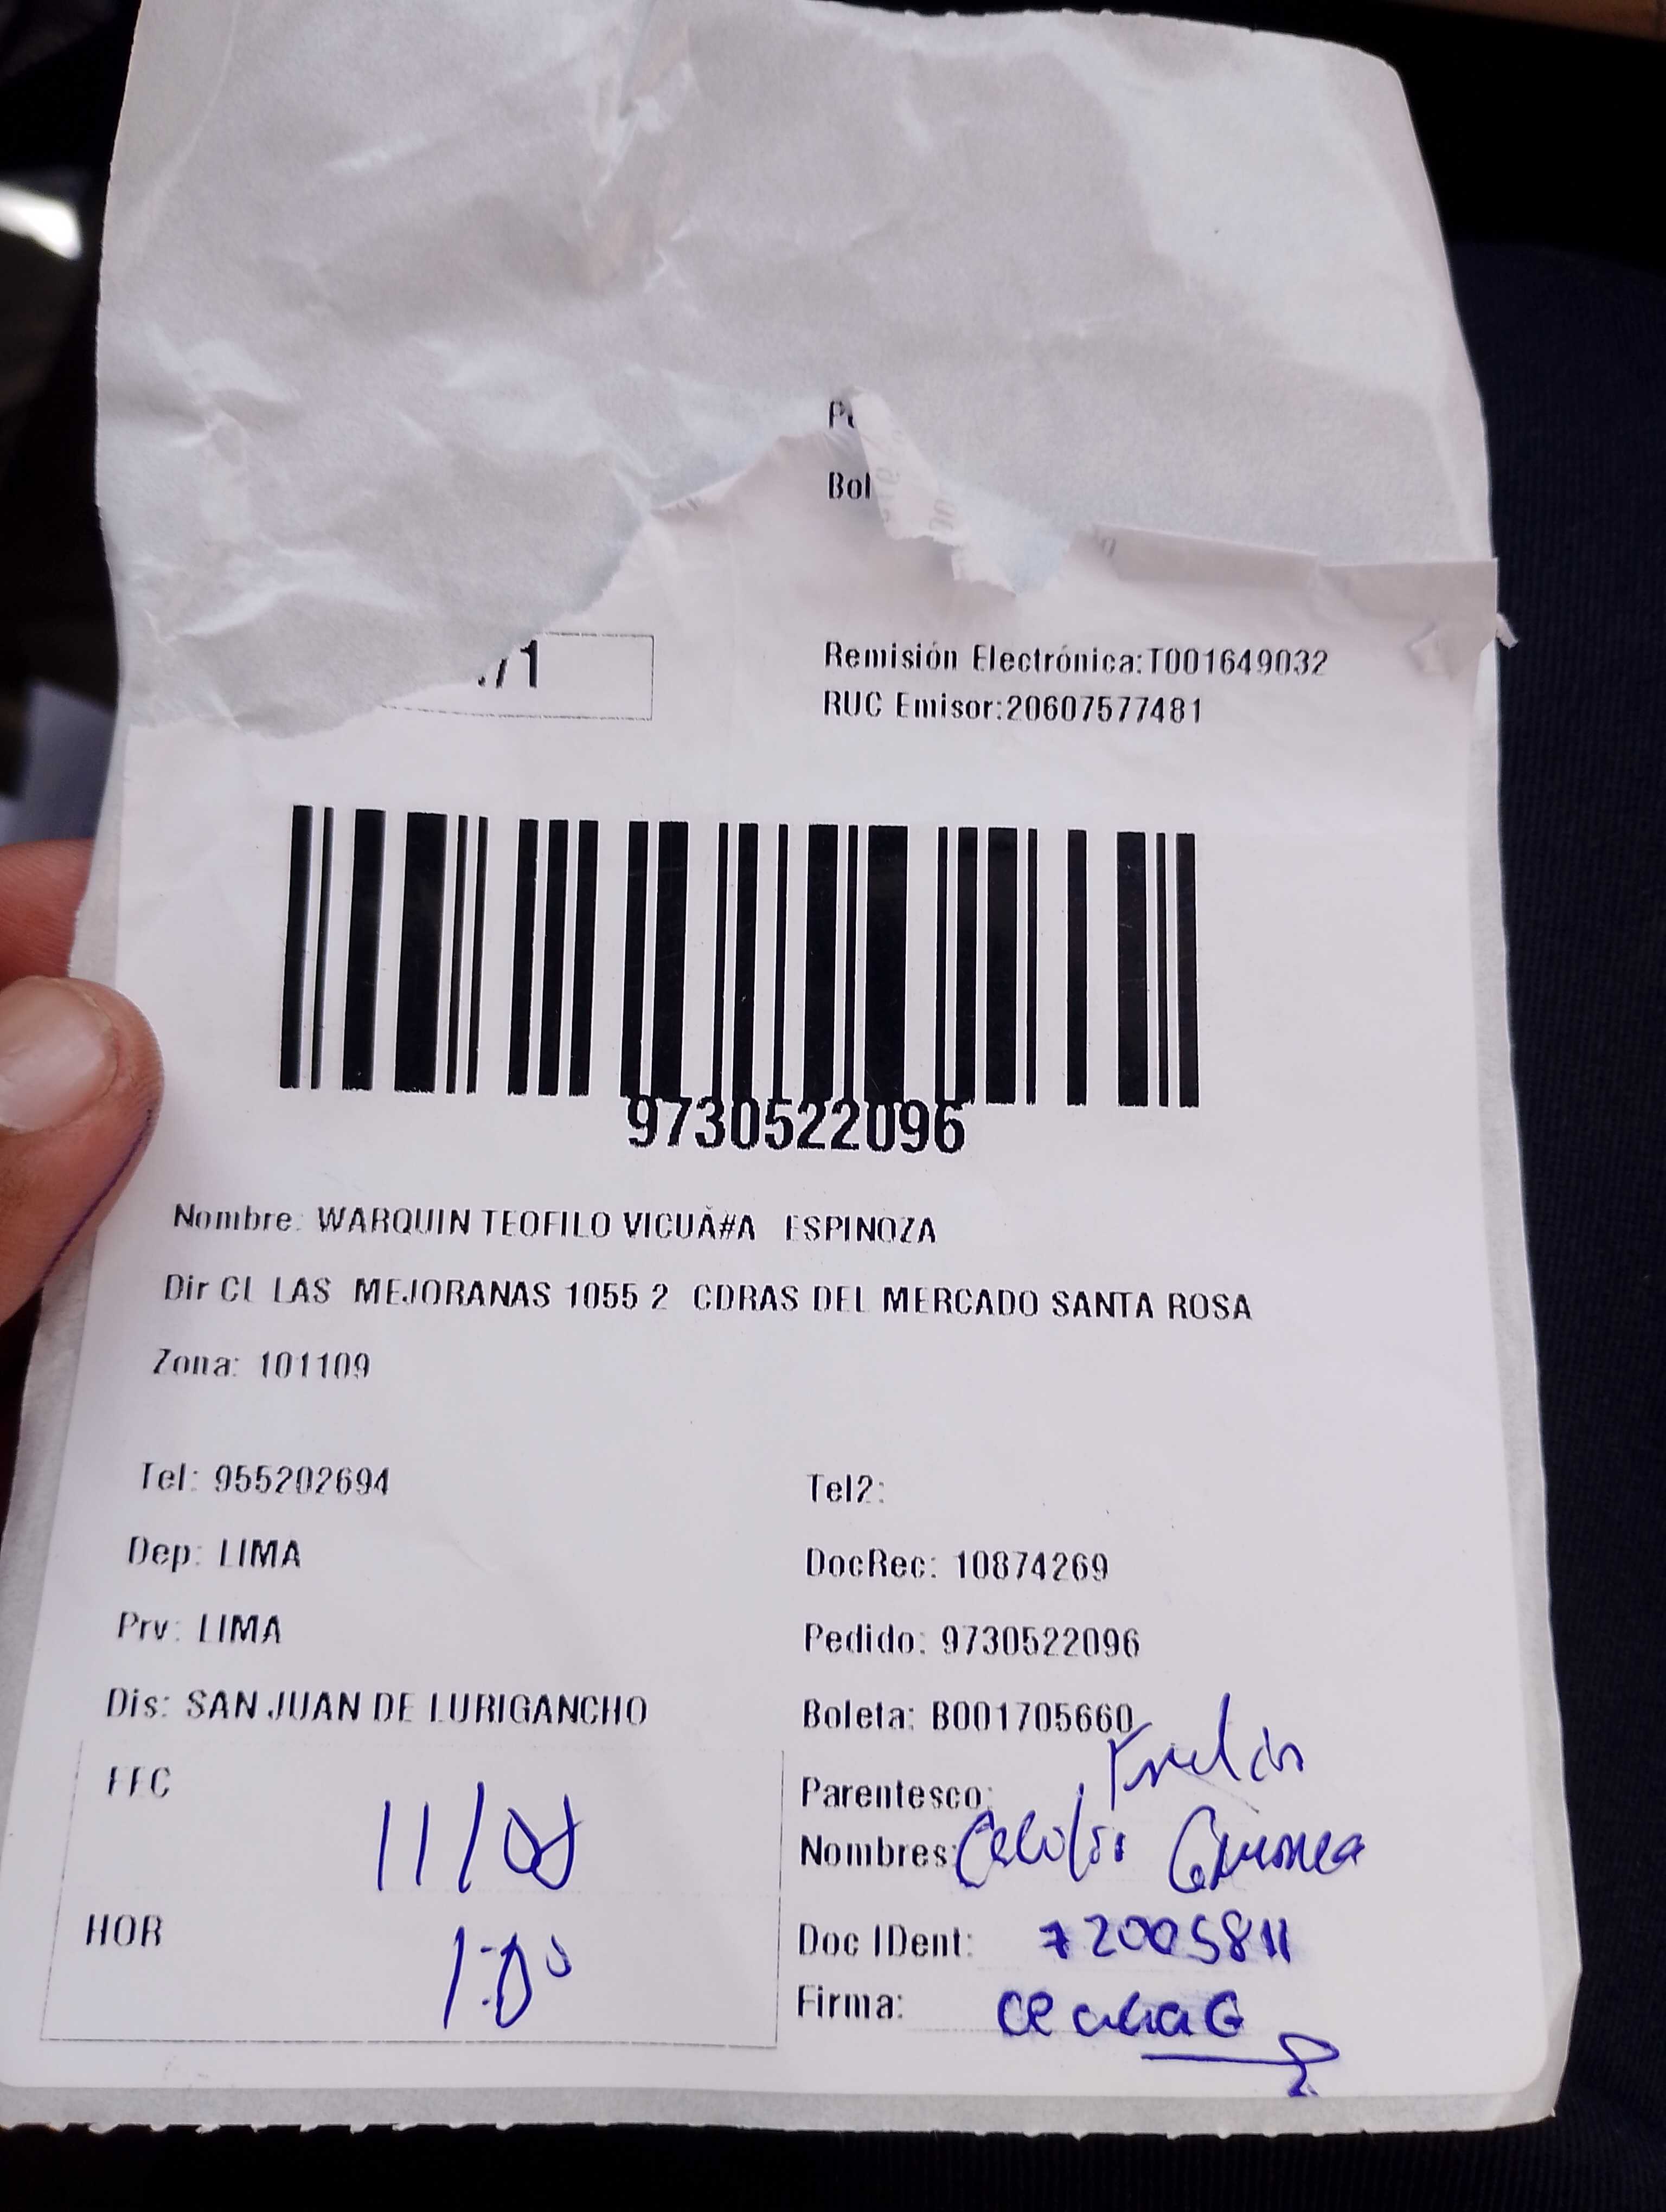 Bol
/1
Remisión Electrónica:T001649032
RUC Emisor:20607577481
9730522096
Nombre: WARQUIN TEOFILO VICUÃ#A ESPINOZA
Dir CL LAS MEJORANAS 1055 2 CDRAS DEL MERCADO SANTA ROSA
Zona: 101109
Tel: 955202694
Tel2:
Dep: LIMA
DocRec: 10874269
Prv: LIMA
Pedido: 9730522096
Dis: SAN JUAN DE LURIGANCHO
Boleta: B001705660
FFC
11/
Parentesco:
Nombres:
HOR
1:00
Doc IDent: 72005811
Firma: